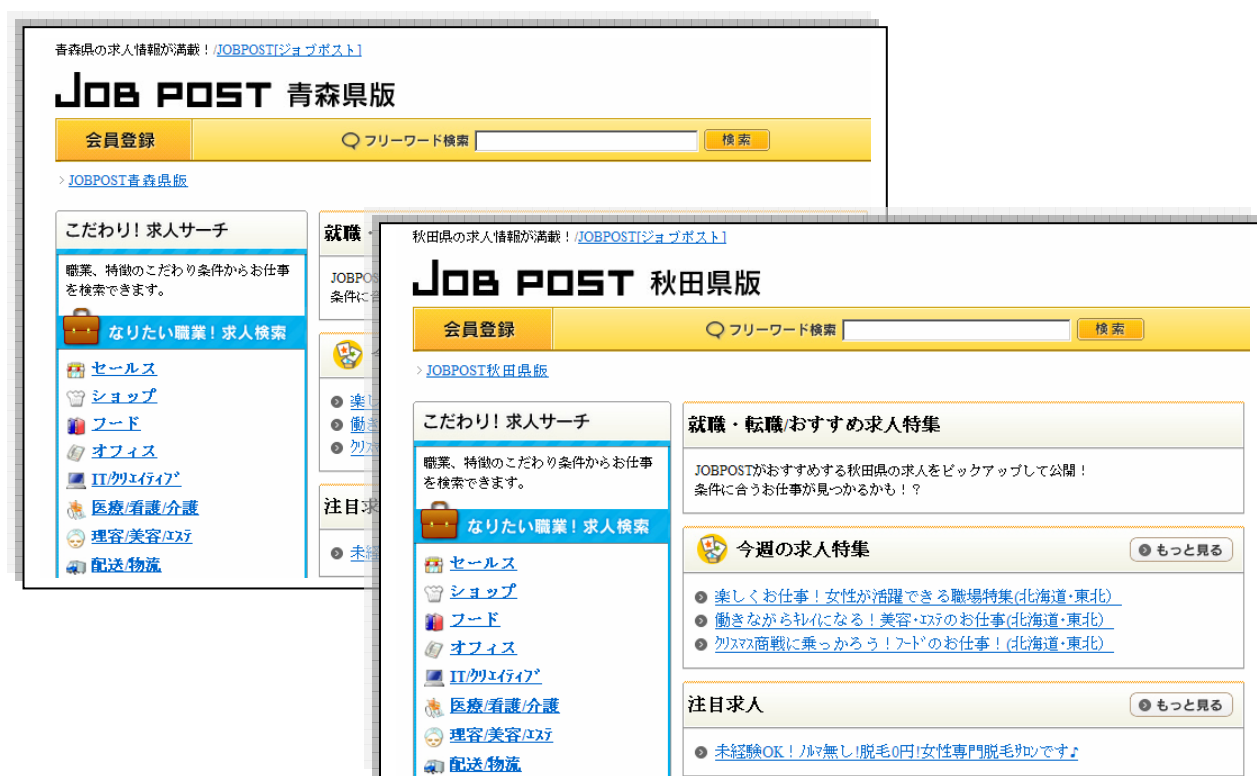 青森県の求人情報が満載！/JOBPOST[ジョブポスト]
JOB POST 青森県版
会員登録
フリーワード検索
検索
> JOBPOST青森県版
こだわり! 求人サーチ
職業、特徴のこだわり条件からお仕事
を検索できます。
なりたい職業! 求人検索
セールス
ショップ
フード
オフィス
IT/ｸﾘｴｲﾃｨﾌﾞ
医療/看護/介護
理容/美容/ｴｽﾃ
配送/物流
就職・
JOBPOS
条件に
楽し
働き
ｸﾘｽﾏ
注目求
未経
秋田県の求人情報が満載！/JOBPOST[ジョブポスト]
JOB POST 秋田県版
会員登録
フリーワード検索
検索
> JOBPOST秋田県版
こだわり! 求人サーチ
職業、特徴のこだわり条件からお仕事
を検索できます。
なりたい職業! 求人検索
セールス
ショップ
フード
オフィス
IT/ｸﾘｴｲﾃｨﾌﾞ
医療/看護/介護
理容/美容/ｴｽﾃ
配送/物流
就職・転職/おすすめ求人特集
JOBPOSTがおすすめする秋田県の求人をピックアップして公開！
条件に合うお仕事が見つかるかも！？
今週の求人特集
もっと見る
楽しくお仕事！女性が活躍できる職場特集(北海道・東北)
働きながらｷﾚｲになる！美容・ｴｽﾃのお仕事(北海道・東北)
ｸﾘｽﾏｽ商戦に乗っかろう！ﾌｰﾄﾞのお仕事！(北海道・東北)
注目求人
もっと見る
未経験OK！ﾉﾙﾏ無し!脱毛0円!女性専門脱毛ｻﾛﾝです♪